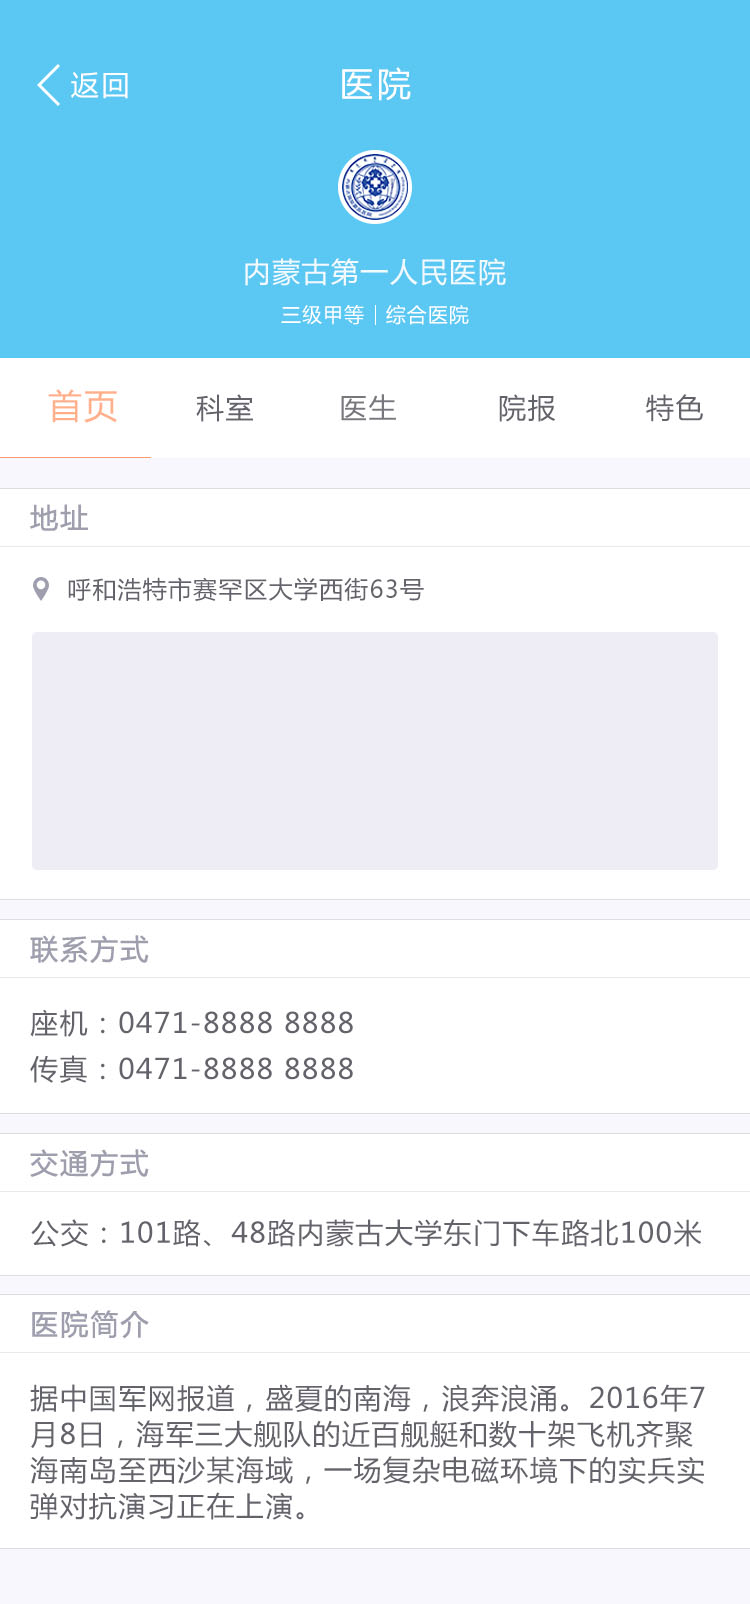 返回
医院
内蒙古第一人民医院
三级甲等｜综合医院
首页 科室 医生 院报 特色
地址
呼和浩特市赛罕区大学西街63号
联系方式
座机：0471-8888 8888
传真：0471-8888 8888
交通方式
公交：101路、48路内蒙古大学东门下车路北100米
医院简介
据中国军网报道，盛夏的南海，浪奔浪涌。2016年7
月8日，海军三大舰队的近百舰艇和数十架飞机齐聚
海南岛至西沙某海域，一场复杂电磁环境下的实兵实
弹对抗演习正在上演。